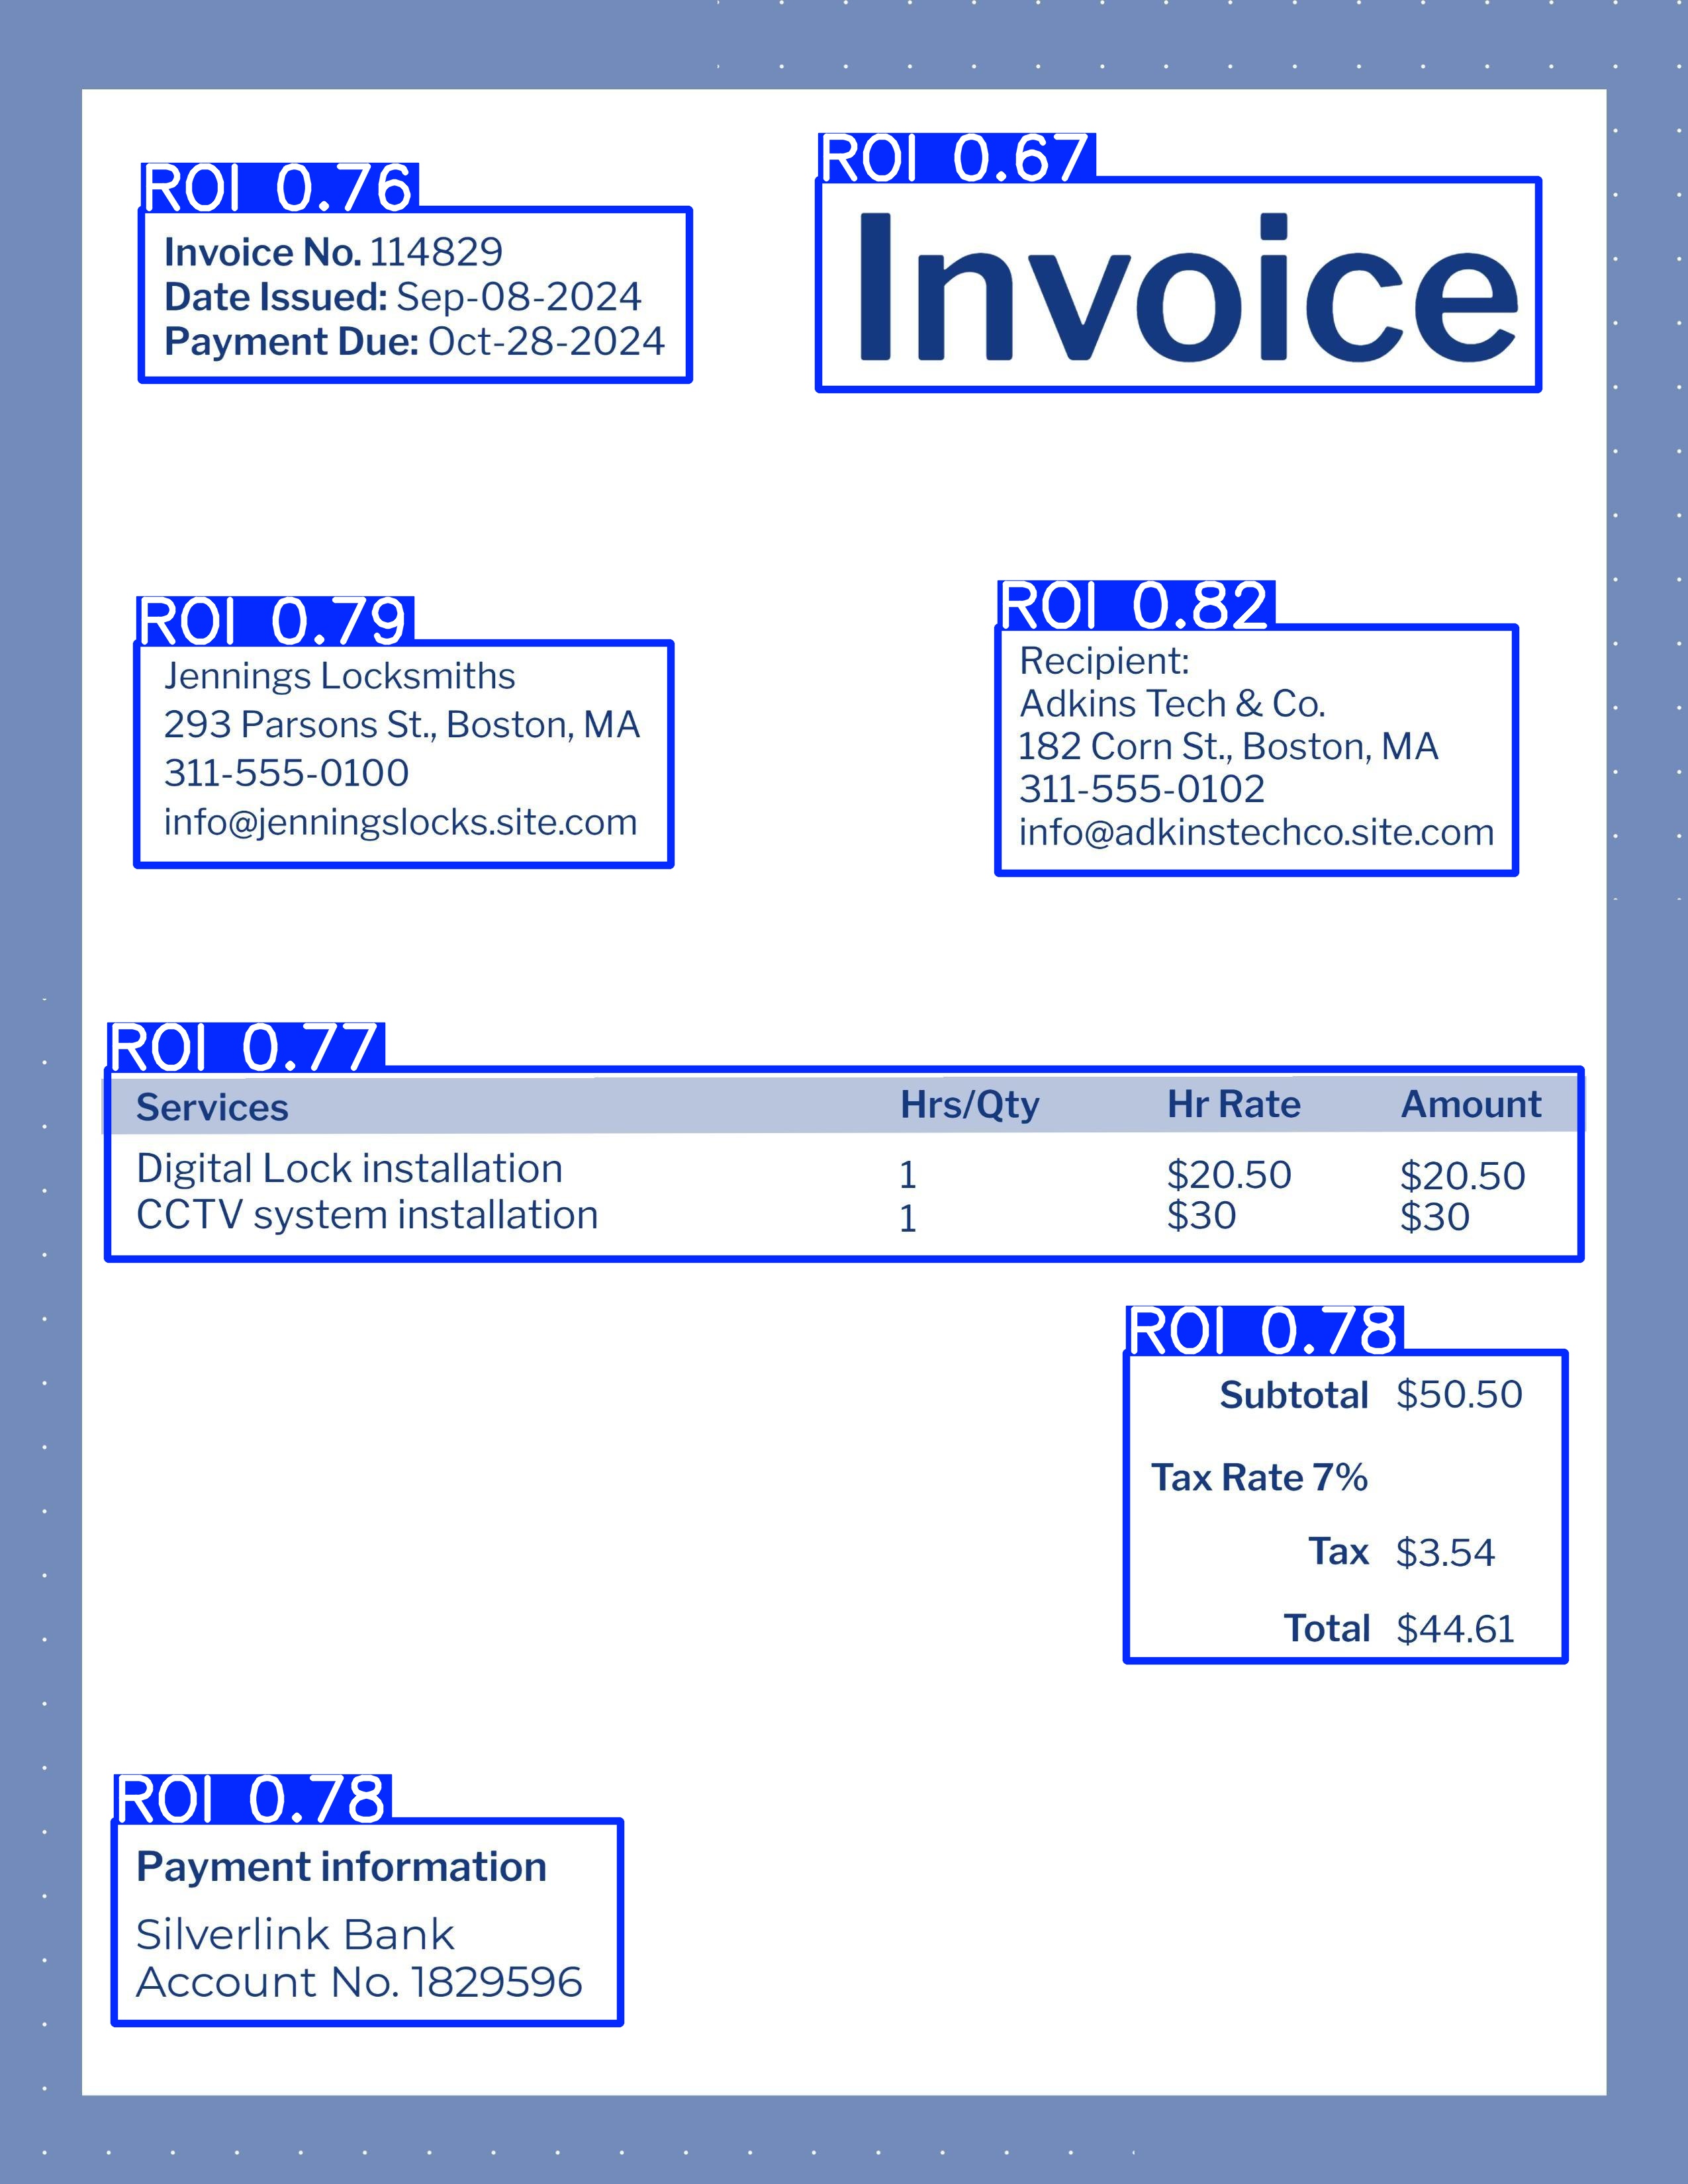 ROI 0.76
Invoice No. 114829
Date Issued: Sep-08-2024
Payment Due: Oct-28-2024
ROI 0.67
Invoice
ROI 0.79
Jennings Locksmiths
293 Parsons St., Boston, MA
311-555-0100
info@jenningslocks.site.com
ROI 0.82
Recipient:
Adkins Tech & Co.
182 Corn St., Boston, MA
311-555-0102
info@adkinstechco.site.com
ROI 0.77
Services Hrs/Qty Hr Rate Amount
Digital Lock installation 1 $20.50 $20.50
CCTV system installation 1 $30 $30
ROI 0.78
Subtotal $50.50
Tax Rate 7%
Tax $3.54
Total $44.61
ROI 0.78
Payment information
Silverlink Bank
Account No. 1829596